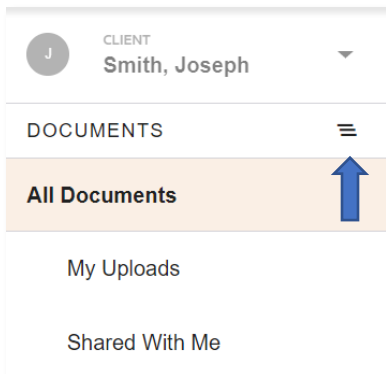 J
CLIENT
Smith, Joseph
DOCUMENTS
All Documents
My Uploads
Shared With Me